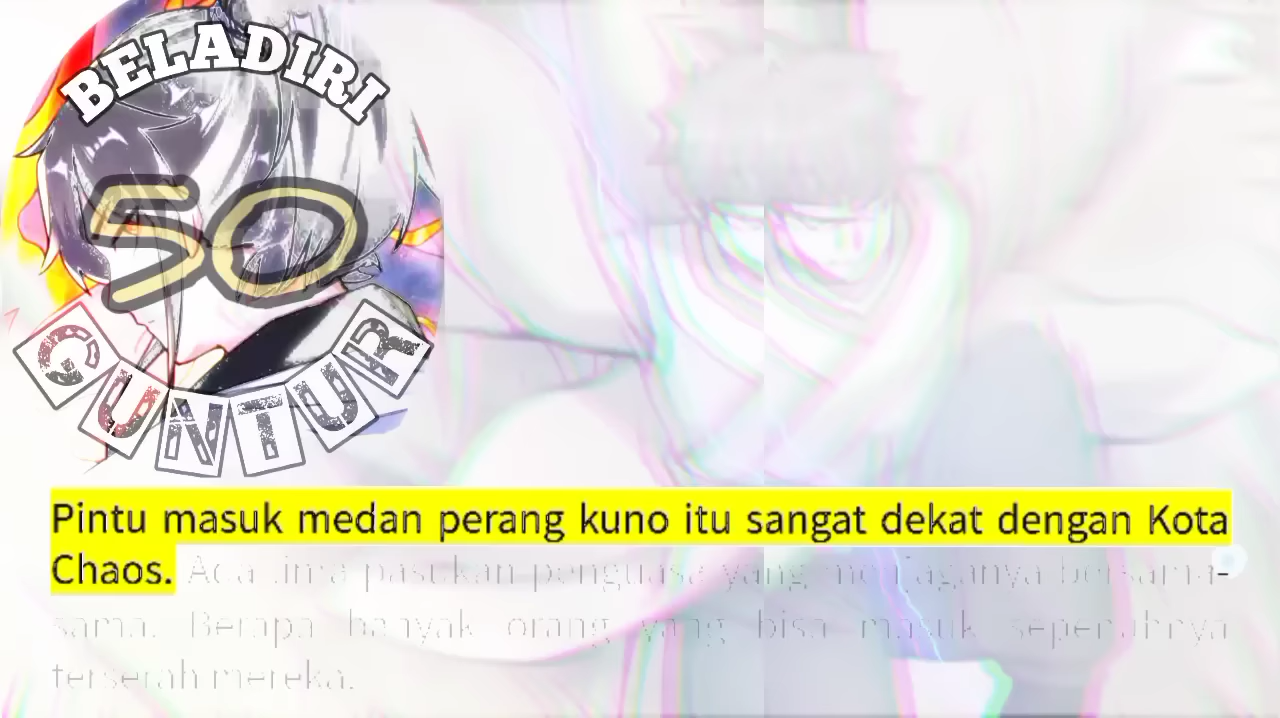 BELADIRI
50
GUNTUR
Pintu masuk medan perang kuno itu sangat dekat dengan Kota
Chaos. Ada lima pasukan penguasa yang menjaganya bersama-
sama. Berapa banyak orang yang bisa masuk sepenuhnya
terserah mereka.